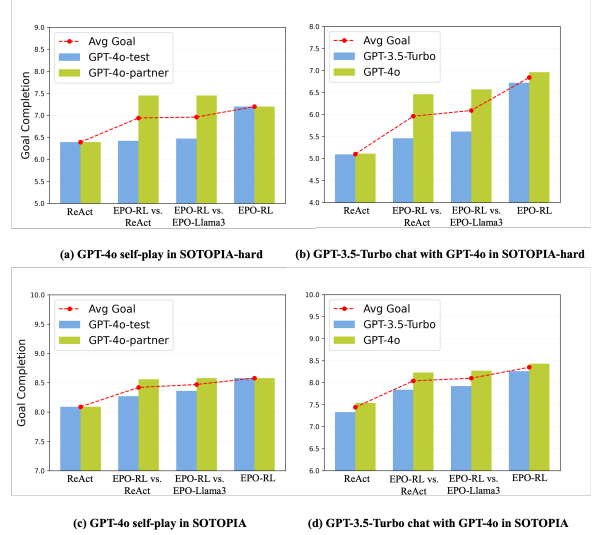 9.0
8.5
8.0
7.5
7.0
6.5
6.0
5.5
5.0
Goal Completion
Avg Goal
GPT-4o-test
GPT-4o-partner
ReAct
EPO-RL vs.
ReAct
EPO-RL vs.
EPO-Llama3
EPO-RL
(a) GPT-4o self-play in SOTOPIA-hard
8.0
7.5
7.0
6.5
6.0
5.5
5.0
4.5
4.0
Avg Goal
GPT-3.5-Turbo
GPT-4o
ReAct
EPO-RL vs.
ReAct
EPO-RL vs.
EPO-Llama3
EPO-RL
(b) GPT-3.5-Turbo chat with GPT-4o in SOTOPIA-hard
10.0
9.5
9.0
8.5
8.0
7.5
7.0
Goal Completion
Avg Goal
GPT-4o-test
GPT-4o-partner
ReAct
EPO-RL vs.
ReAct
EPO-RL vs.
EPO-Llama3
EPO-RL
(c) GPT-4o self-play in SOTOPIA
10.0
9.5
9.0
8.5
8.0
7.5
7.0
6.5
6.0
Avg Goal
GPT-3.5-Turbo
GPT-4o
ReAct
EPO-RL vs.
ReAct
EPO-RL vs.
EPO-Llama3
EPO-RL
(d) GPT-3.5-Turbo chat with GPT-4o in SOTOPIA